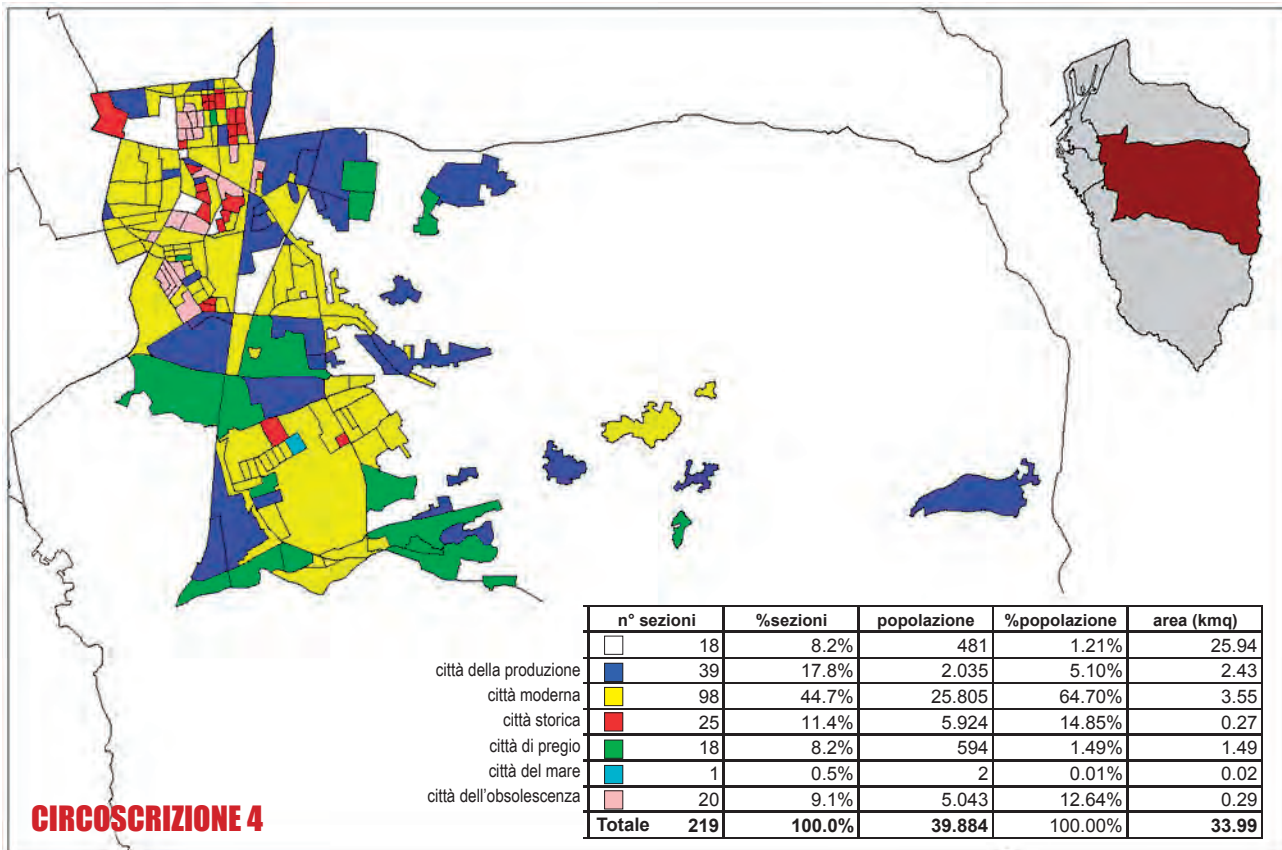 n° sezioni %sezioni popolazione %popolazione area (kmq)
18 8.2% 481 1.21% 25.94
città della produzione 39 17.8% 2.035 5.10% 2.43
città moderna 98 44.7% 25.805 64.70% 3.55
città storica 25 11.4% 5.924 14.85% 0.27
città di pregio 18 8.2% 594 1.49% 1.49
città del mare 1 0.5% 2 0.01% 0.02
città dell'obsolescenza 20 9.1% 5.043 12.64% 0.29
Totale 219 100.0% 39.884 100.00% 33.99
CIRCOSCRIZIONE 4